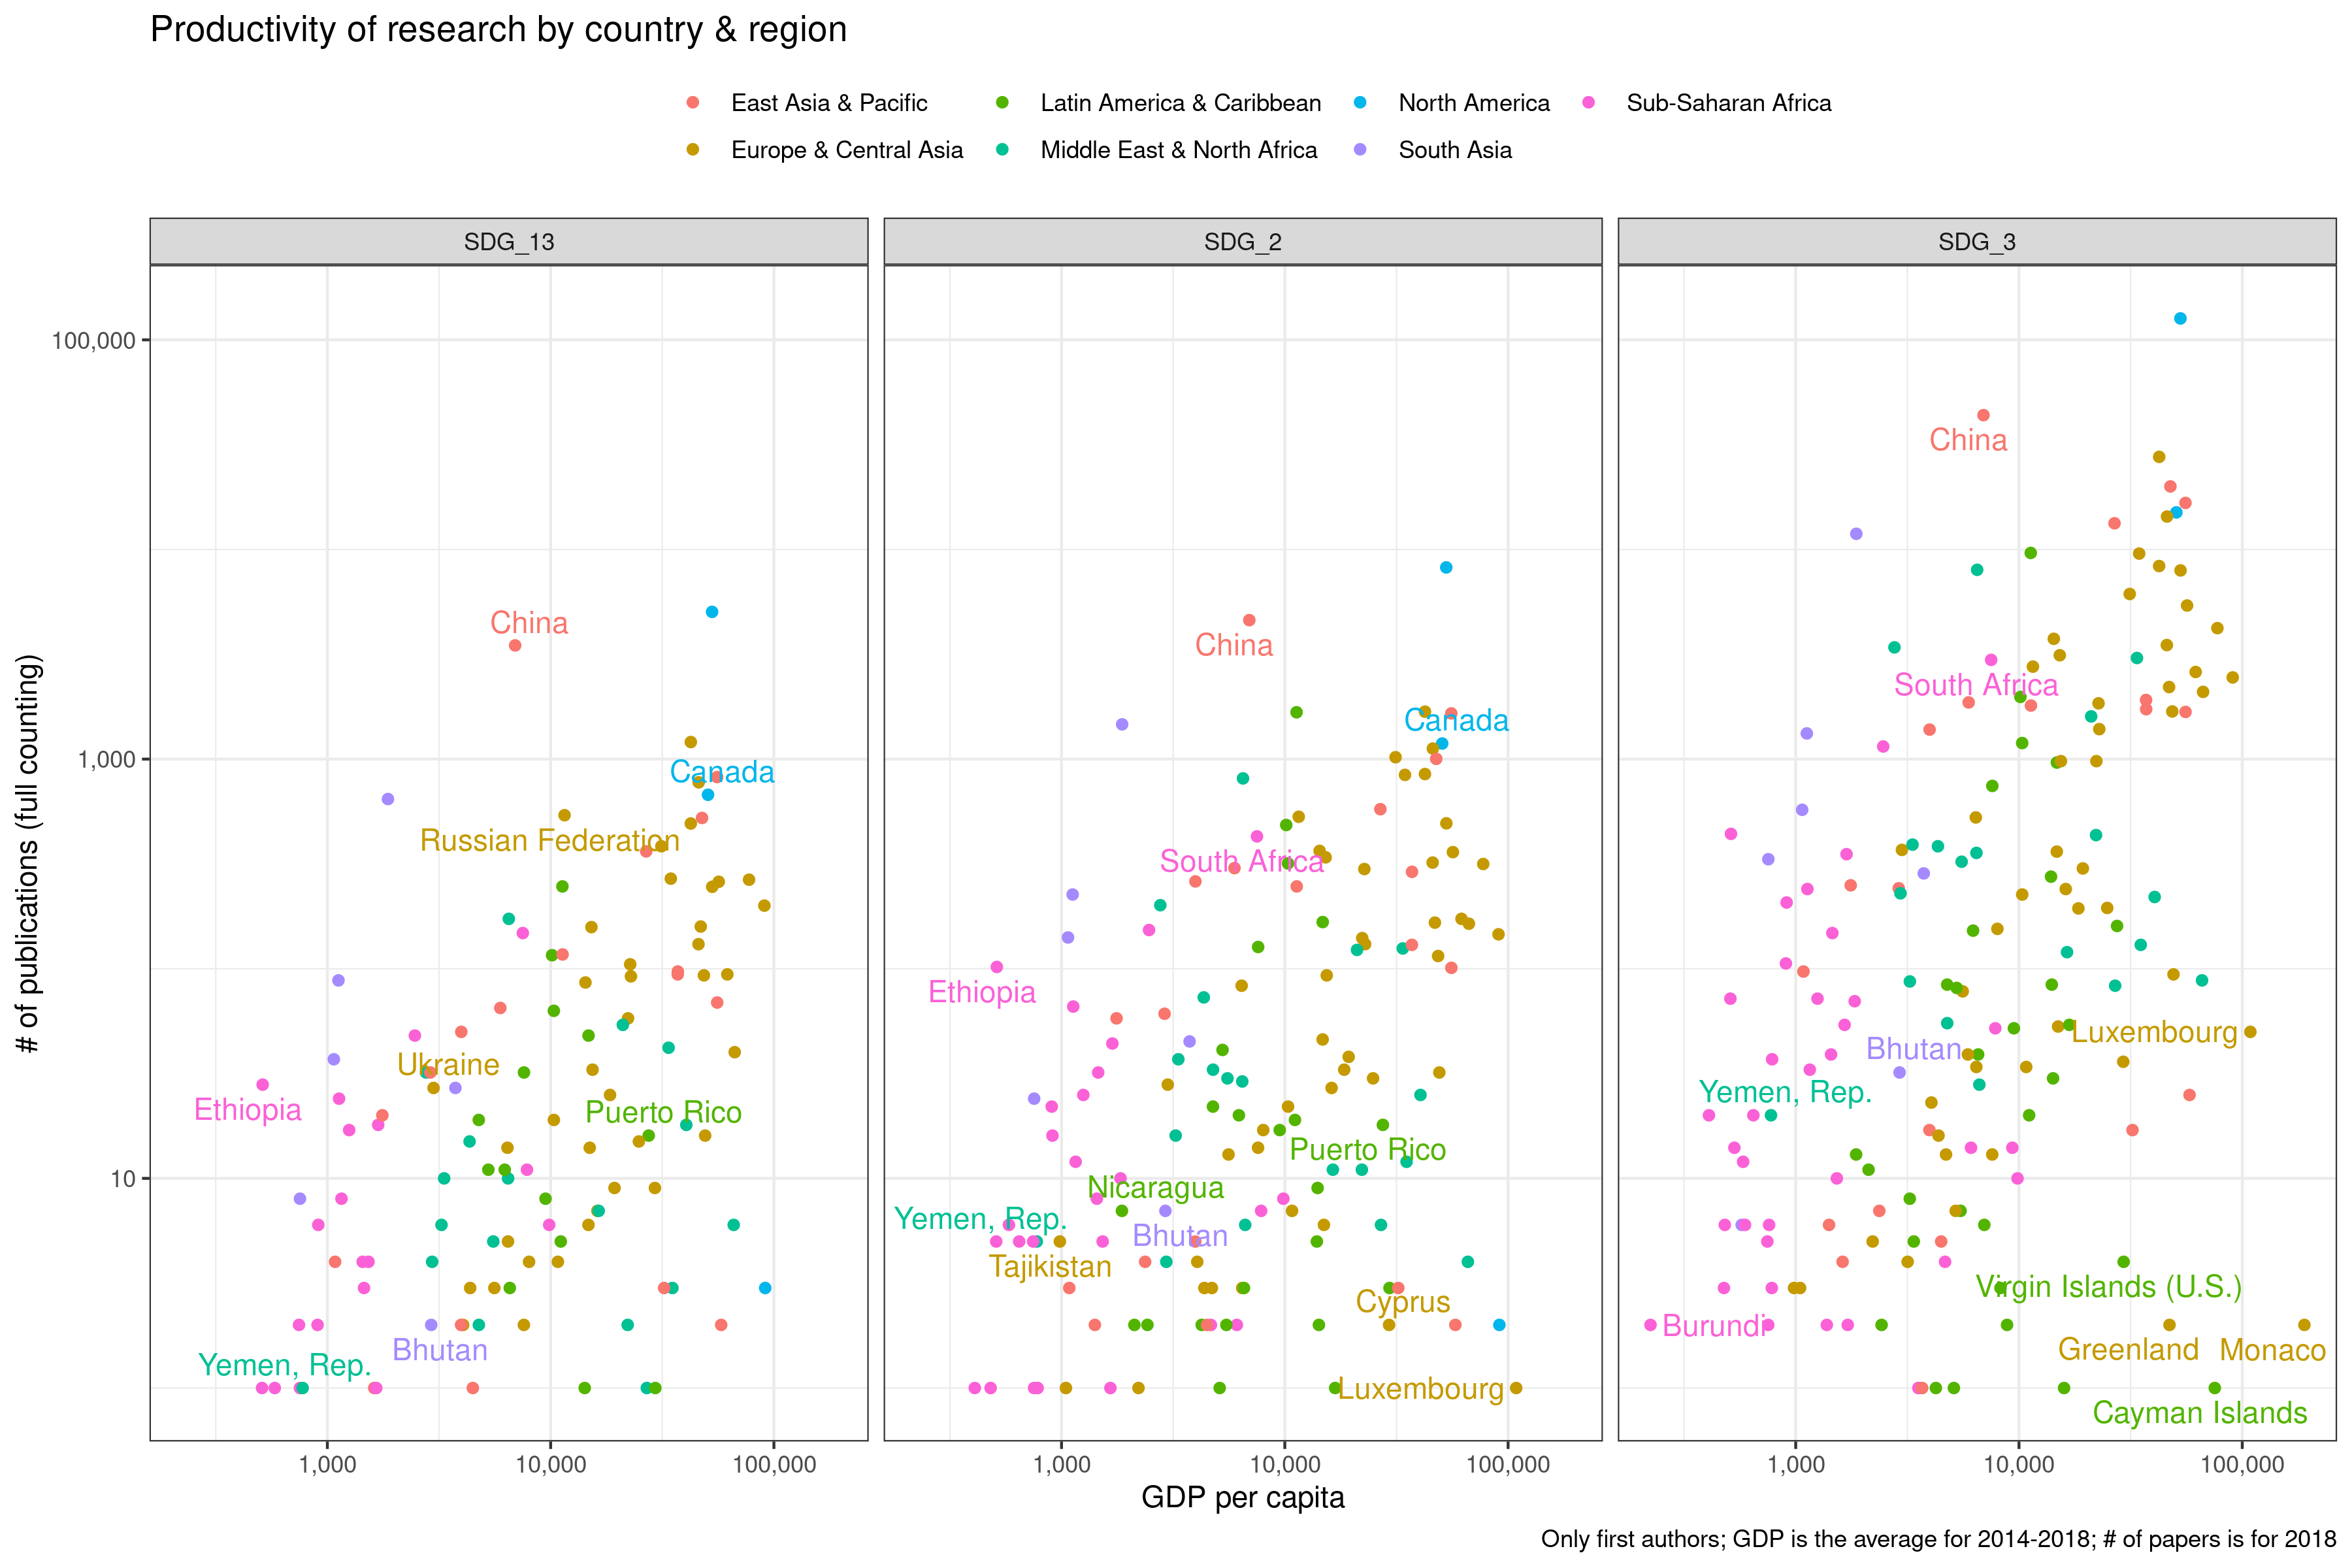 Productivity of research by country & region
East Asia & Pacific
Latin America & Caribbean
North America
Sub-Saharan Africa
Europe & Central Asia
Middle East & North Africa
South Asia
SDG_13
SDG_2
SDG_3
# of publications (full counting)
100,000
1,000
10
China
Canada
Russian Federation
Ukraine
Ethiopia
Puerto Rico
Bhutan
Yemen, Rep.
China
Canada
South Africa
Ethiopia
Puerto Rico
Nicaragua
Yemen, Rep.
Bhutan
Tajikistan
Cyprus
Luxembourg
China
South Africa
Luxembourg
Bhutan
Yemen, Rep.
Virgin Islands (U.S.)
Burundi
Greenland
Monaco
Cayman Islands
1,000
10,000
100,000
1,000
10,000
100,000
1,000
10,000
100,000
GDP per capita
Only first authors; GDP is the average for 2014-2018; # of papers is for 2018